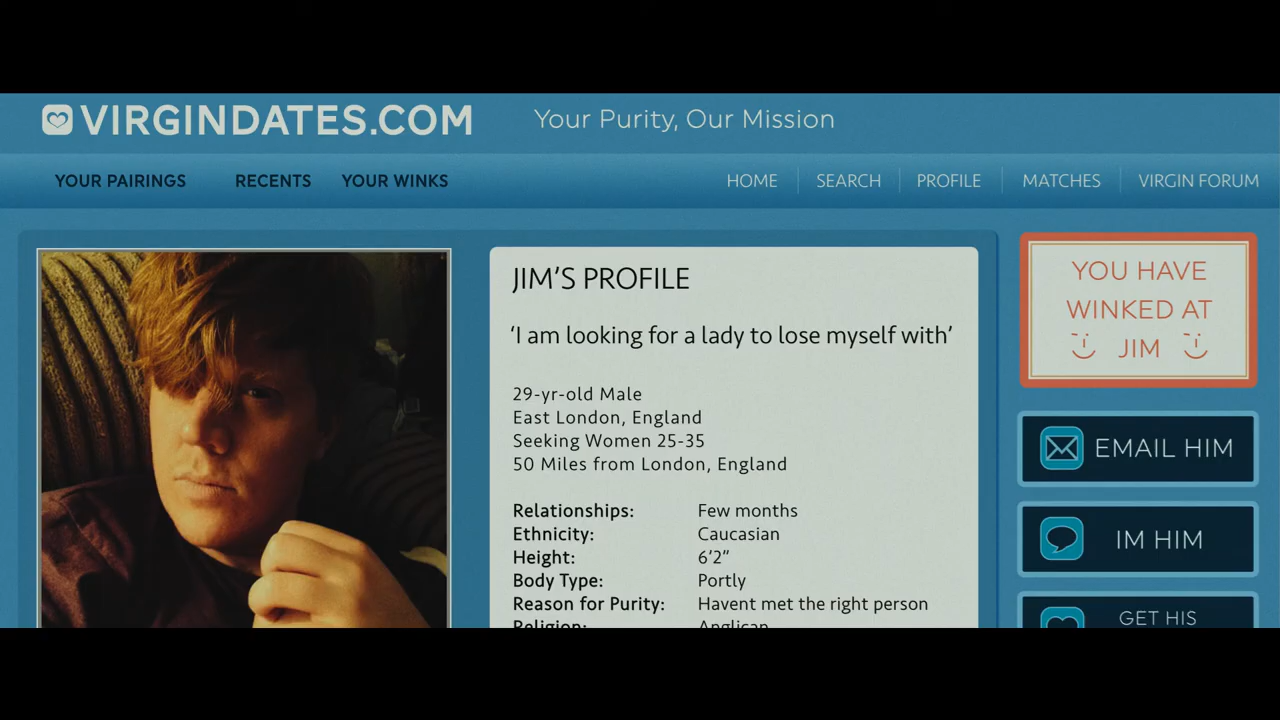 VIRGINDATES.COM
Your Purity, Our Mission
YOUR PAIRINGS RECENTS YOUR WINKS
HOME SEARCH PROFILE MATCHES VIRGIN FORUM
JIM'S PROFILE
‘I am looking for a lady to lose myself with’
29-yr-old Male
East London, England
Seeking Women 25-35
50 Miles from London, England
Relationships: Few months
Ethnicity: Caucasian
Height: 6’2”
Body Type: Portly
Reason for Purity: Havent met the right person
Religion: Anglican
YOU HAVE
WINKED AT
JIM
EMAIL HIM
IM HIM
GET HIS